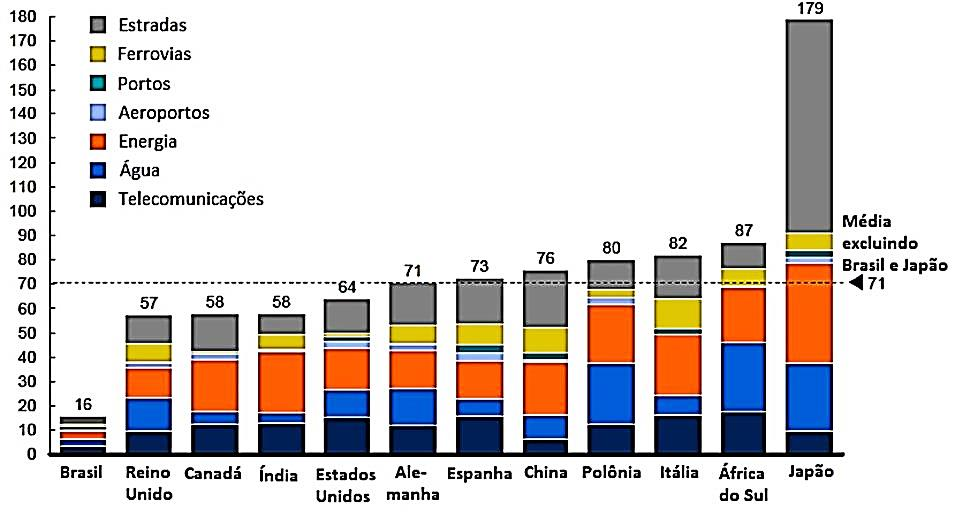 180
170
160
150
140
130
120
110
100
90
80
70
60
50
40
30
20
10
0
Estradas
Ferrovias
Portos
Aeroportos
Energia
Água
Telecomunicações
16
57
58
58
64
71
73
76
80
82
87
179
Média
excluindo
Brasil e Japão
71
Brasil
Reino
Unido
Canadá
Índia
Estados
Unidos
Ale-
manha
Espanha
China
Polônia
Itália
África
do Sul
Japão